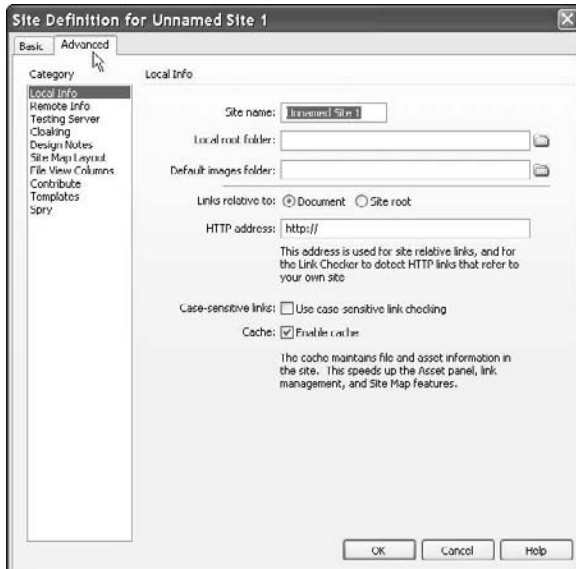 Site Definition for Unnamed Site 1
Basic
Advanced
Category
Local Info
Remote Info
Testing Server
Cloaking
Design Notes
Site Map Layout
File View Columns
Contribute
Templates
Spry
Local Info
Site name: Unnamed Site 1
Local root folder:
Default images folder:
Links relative to: Document Site root
HTTP address: http://
This address is used for site relative links, and for
the Link Checker to detect HTTP links that refer to
your own site
Case-sensitive links: Use case-sensitive link checking
Cache: Enable cache
The cache maintains file and asset information in
the site. This speeds up the Asset panel, link
management, and Site Map features.
OK
Cancel
Help